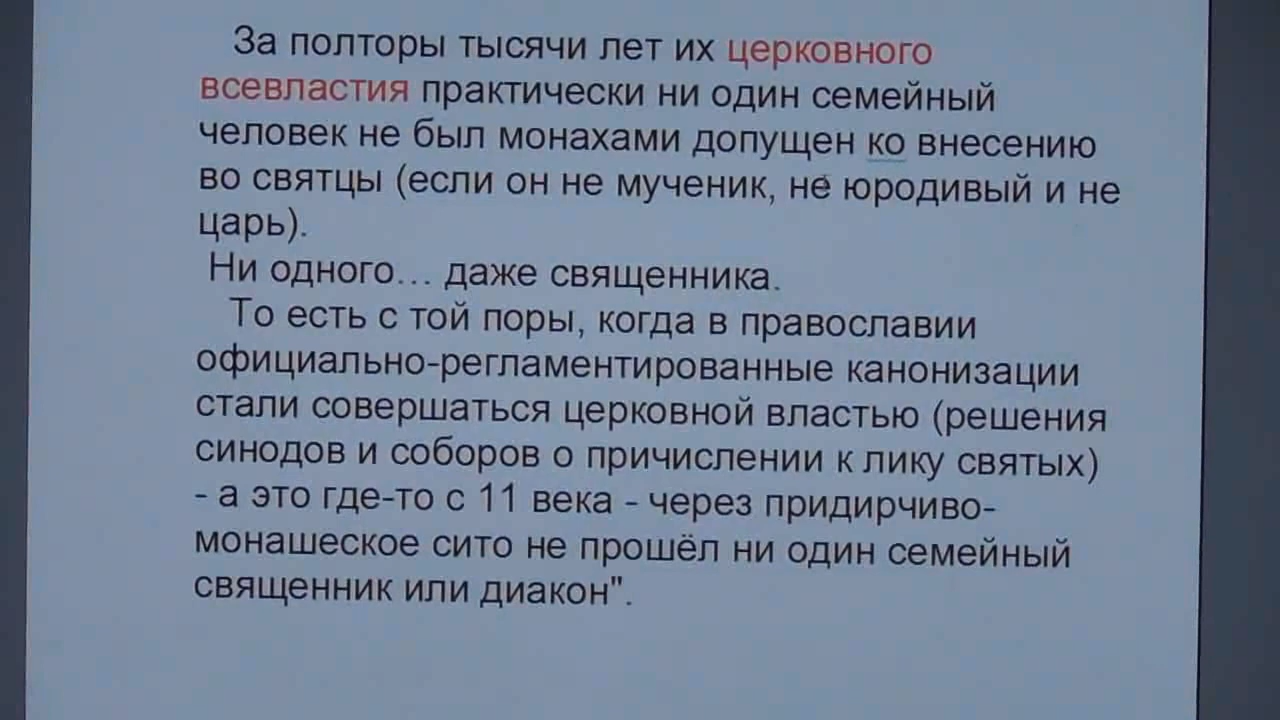 За полторы тысячи лет их церковного
всевластия практически ни один семейный
человек не был монахами допущен ко внесению
во святцы (если он не мученик, не юродивый и не
царь).
Ни одного... даже священника.
То есть с той поры, когда в православии
официально-регламентированные канонизации
стали совершаться церковной властью (решения
синодов и соборов о причислении к лику святых)
- а это где-то с 11 века - через придирчиво-
монашеское сито не прошёл ни один семейный
священник или диакон".